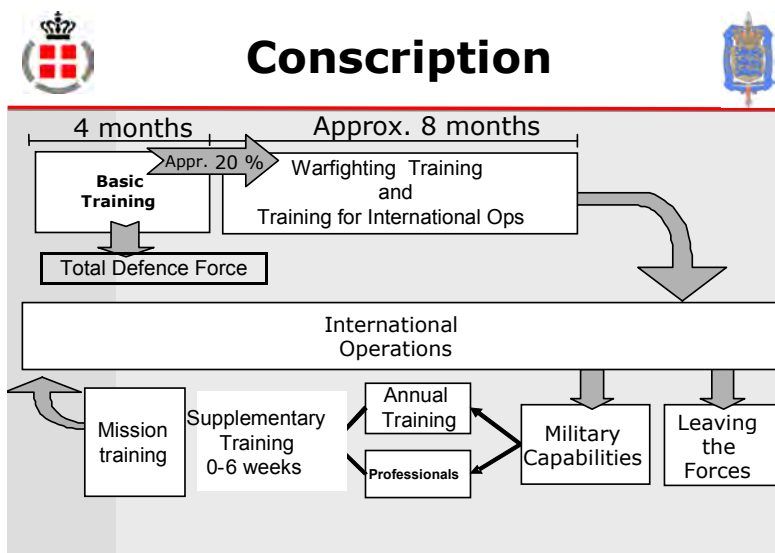 Conscription
4 months
Approx. 8 months
Appr. 20 %
Basic
Training
Warfighting Training
and
Training for International Ops
Total Defence Force
International
Operations
Mission
training
Supplementary
Training
0-6 weeks
Annual
Training
Professionals
Military
Capabilities
Leaving
the
Forces